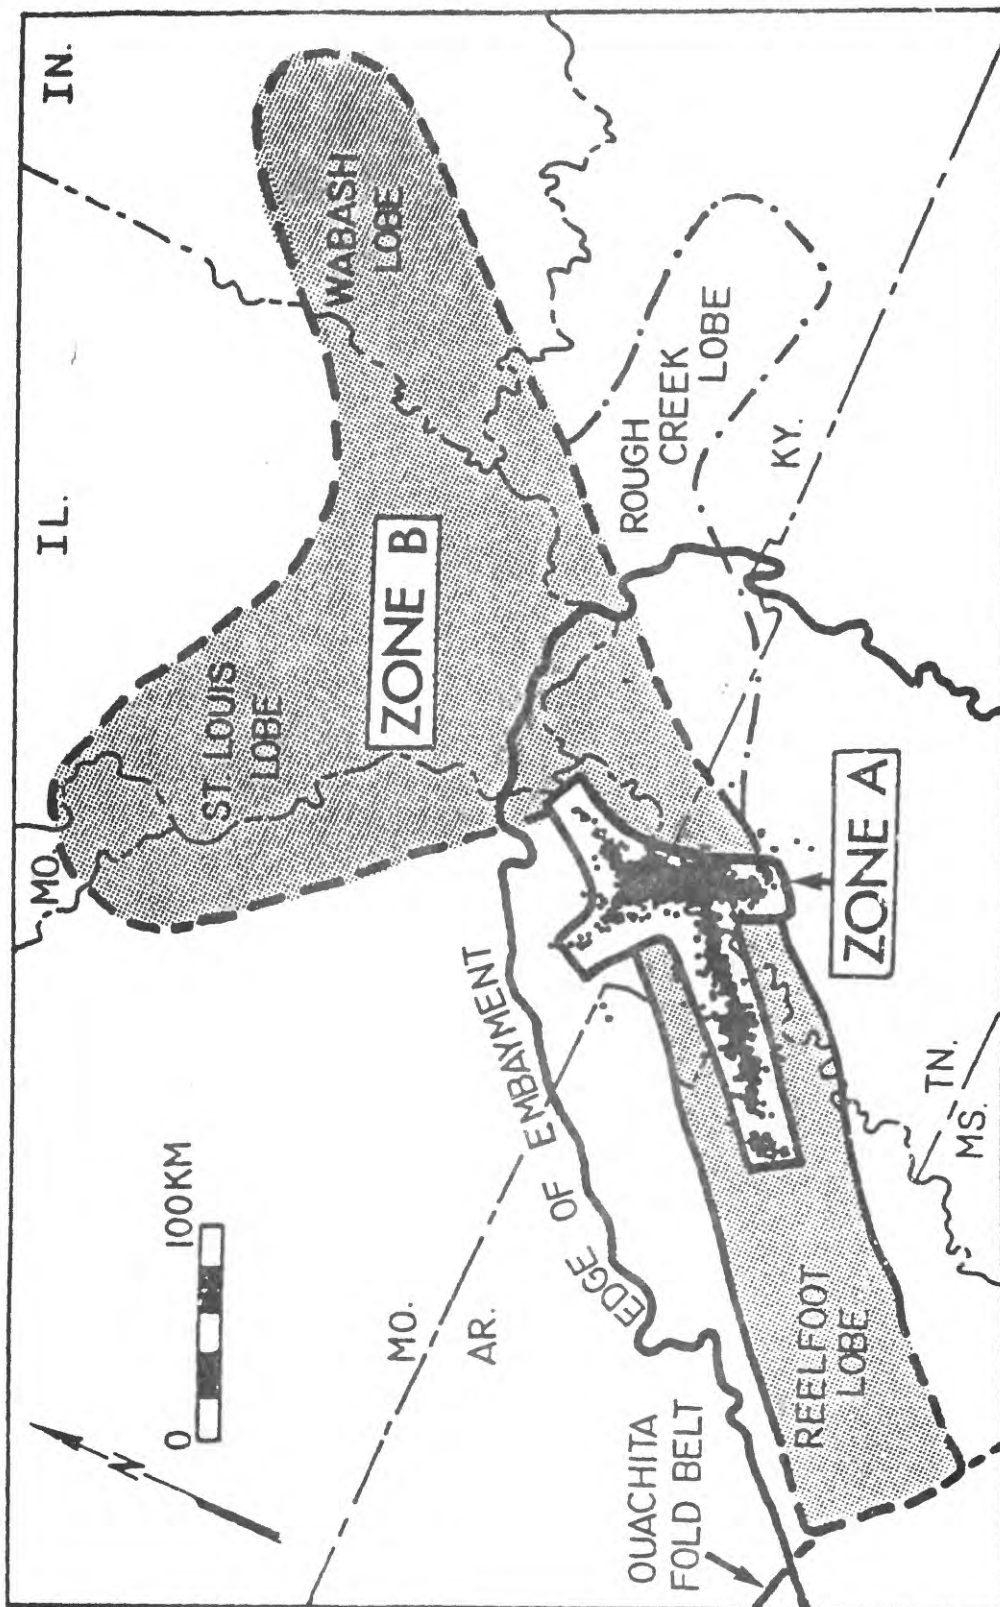 IN.
IL.
MO.
WABASH
LOBE
ST. LOUIS
LOBE
ZONE B
ROUGH
CREEK
LOBE
KY.
ZONE A
EDGE OF EMBAYMENT
TN.
MS.
MO.
AR.
REELFOOT
LOBE
OUACHITA
FOLD BELT
N
0
100KM